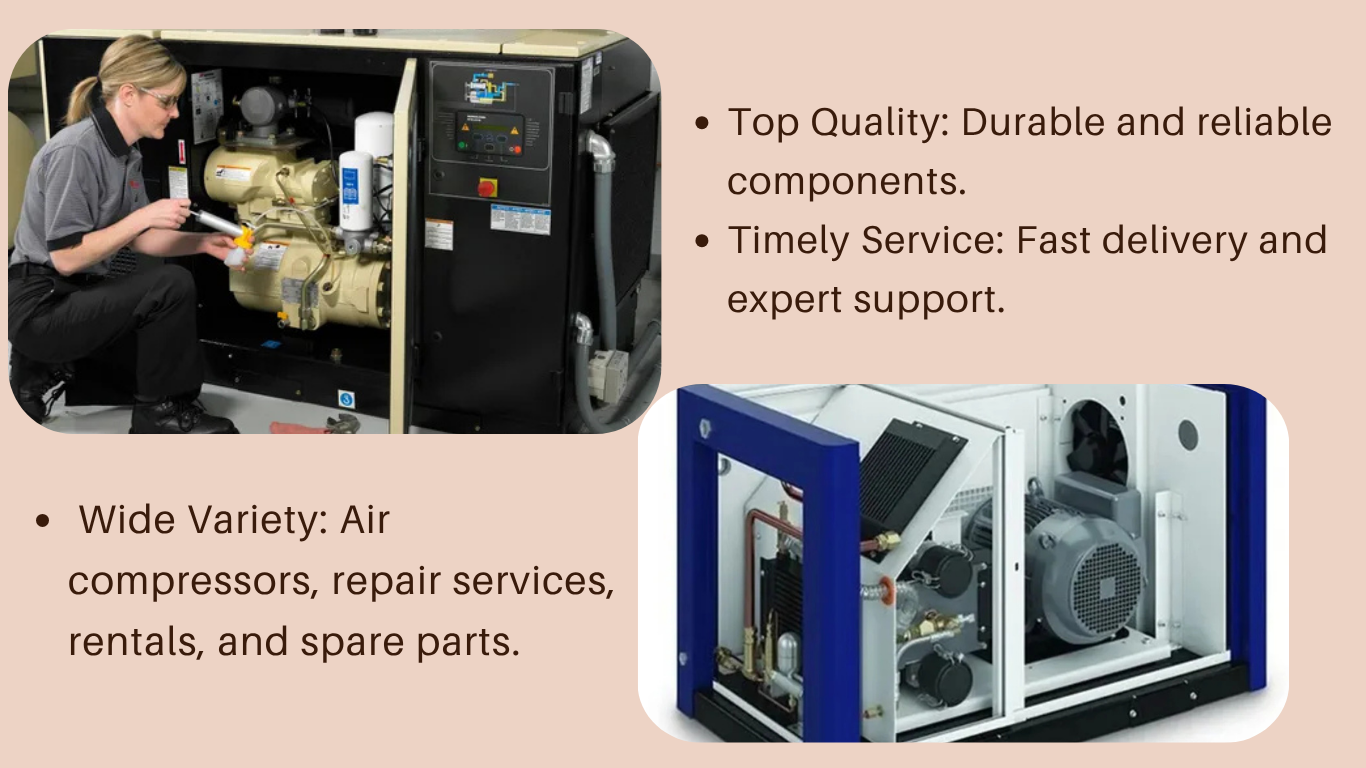 • Top Quality: Durable and reliable
components.
• Timely Service: Fast delivery and
expert support.
• Wide Variety: Air
compressors, repair services,
rentals, and spare parts.